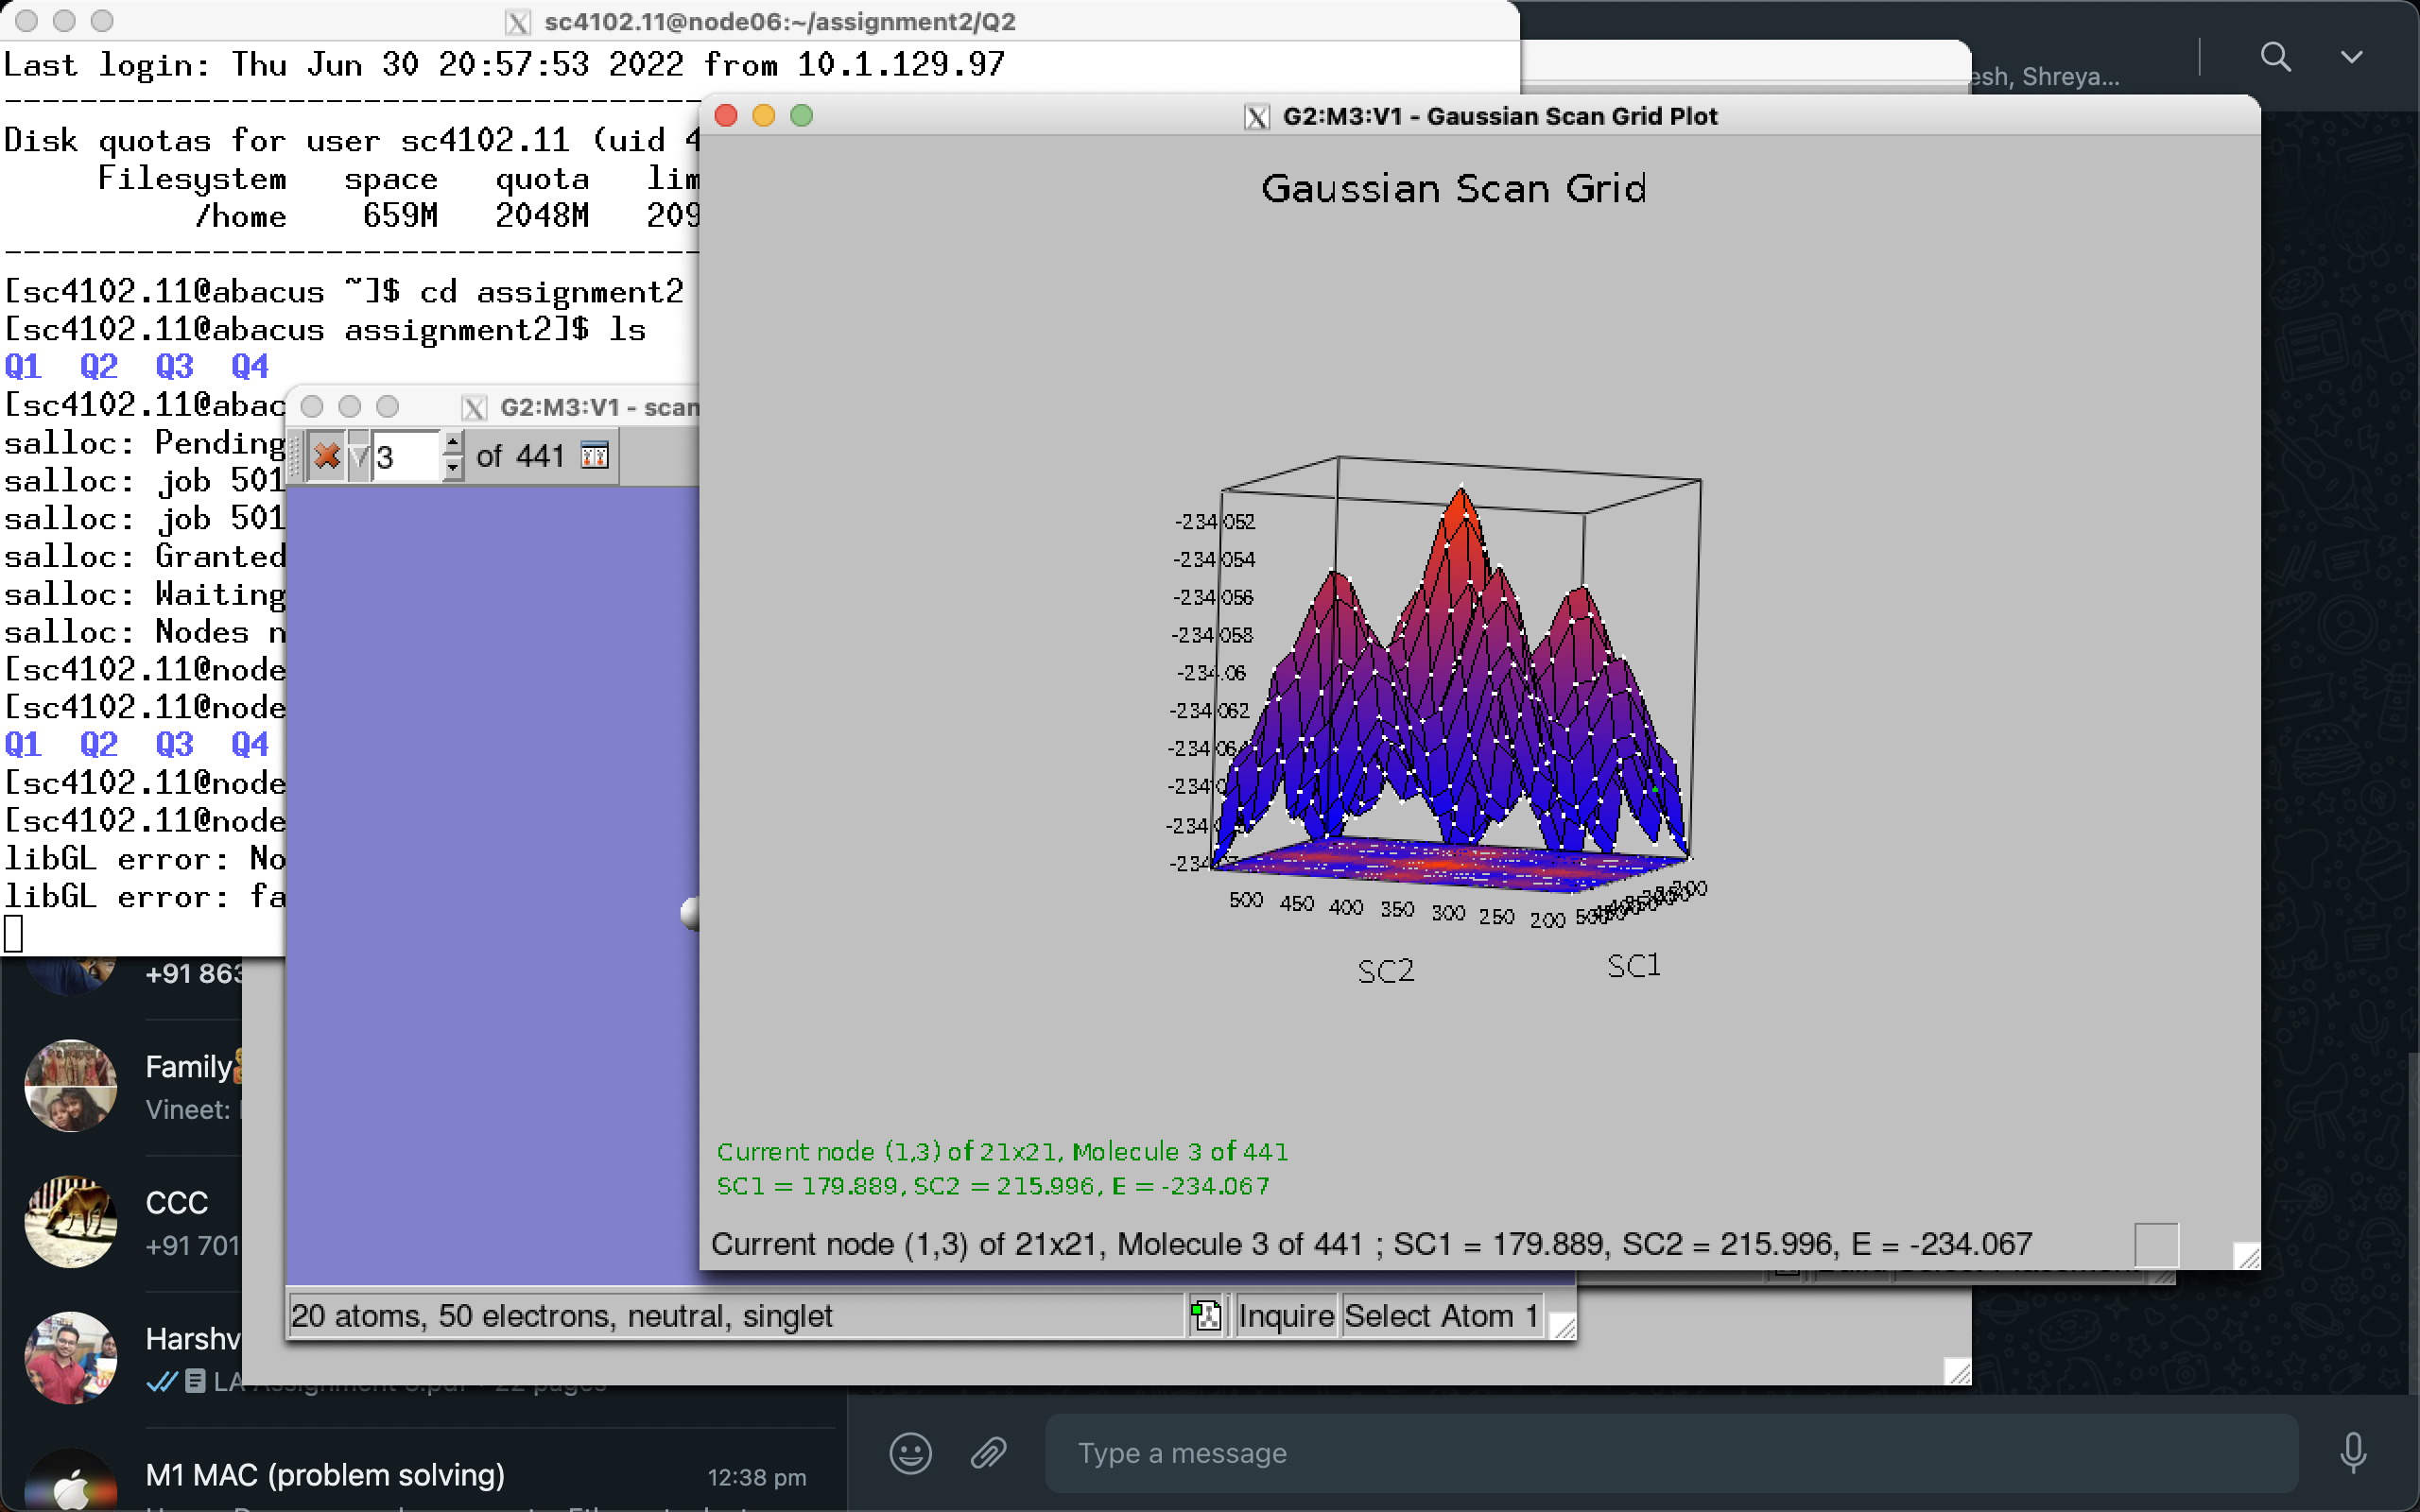 sc4102.11@node06:~/assignment2/Q2
Last login: Thu Jun 30 20:57:53 2022 from 10.1.129.97
Disk quotas for user sc4102.11 (uid 4
Filesystem space quota lim
/home 659M 2048M 209
[sc4102.11@abacus ~]$ cd assignment2
[sc4102.11@abacus assignment2]$ ls
Q1 Q2 Q3 Q4
[sc4102.11@abac
salloc: Pending
salloc: job 501
salloc: job 501
salloc: Granted
salloc: Waiting
salloc: Nodes n
[sc4102.11@node
[sc4102.11@node
Q1 Q2 Q3 Q4
[sc4102.11@node
[sc4102.11@node
libGL error: No
libGL error: fa
esh, Shreya...
G2:M3:V1 - scan
3 of 441
G2:M3:V1 - Gaussian Scan Grid Plot
Gaussian Scan Grid
-234.052
-234.054
-234.056
-234.058
-234.06
-234.062
500 450 400 350 300 250 200
SC2
SC1
Current node (1,3) of 21x21, Molecule 3 of 441
SC1 = 179.889, SC2 = 215.996, E = -234.067
Current node (1,3) of 21x21, Molecule 3 of 441 ; SC1 = 179.889, SC2 = 215.996, E = -234.067
20 atoms, 50 electrons, neutral, singlet
Inquire
Select Atom 1
+91 863
Family
Vineet:
CCC
+91 701
Harshv
LA
M1 MAC (problem solving)
12:38 pm
Type a message